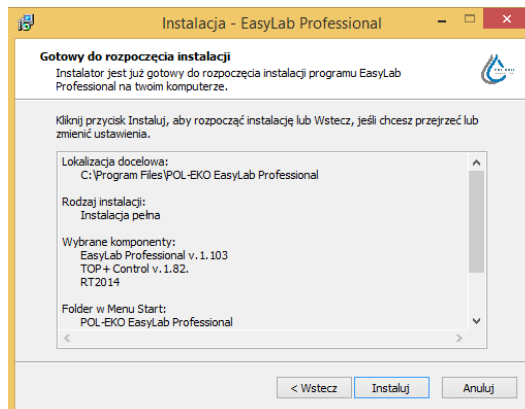 Instalacja - EasyLab Professional
Gotowy do rozpoczęcia instalacji
Instalator jest już gotowy do rozpoczęcia instalacji programu EasyLab
Professional na twoim komputerze.
Kliknij przycisk Instaluj, aby rozpocząć instalację lub Wstecz, jeśli chcesz przejrzeć lub
zmienić ustawienia.
Lokalizacja docelowa:
C:\Program Files\POL-EKO EasyLab Professional
Rodzaj instalacji:
Instalacja pełna
Wybrane komponenty:
EasyLab Professional v.1.103
TOP+ Control v.1.82.
RT2014
Folder w Menu Start:
POL-EKO EasyLab Professional
< Wstecz
Instaluj
Anuluj